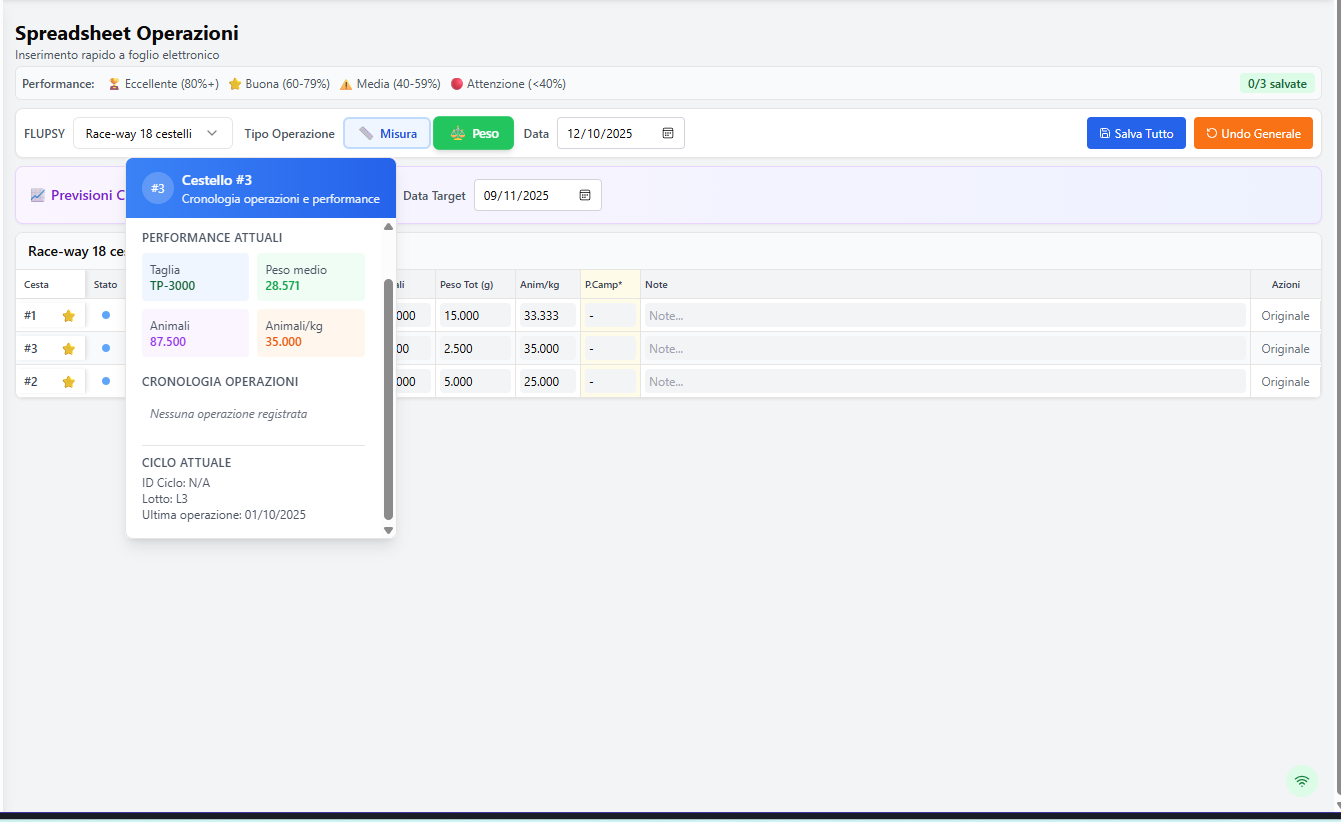 Spreadsheet Operazioni
Inserimento rapido a foglio elettronico
Performance: Eccellente (80%+) Buona (60-79%) Media (40-59%) Attenzione (<40%) 0/3 salvate
FLUPSY Race-way 18 cestelli Tipo Operazione Misura Peso Data 12/10/2025 Salva Tutto Undo Generale
Previsioni C Data Target 09/11/2025
#3 Cestello #3
Cronologia operazioni e performance
PERFORMANCE ATTUALI
Taglia Peso medio
TP-3000 28.571
Animali Animali/kg
87.500 35.000
CRONOLOGIA OPERAZIONI
Nessuna operazione registrata
CICLO ATTUALE
ID Ciclo: N/A
Lotto: L3
Ultima operazione: 01/10/2025
Race-way 18 ce
Cesta Stato ali Peso Tot (g) Anim/kg P.Camp* Note Azioni
#1 000 15.000 33.333 - Note... Originale
#3 00 2.500 35.000 - Note... Originale
#2 000 5.000 25.000 - Note... Originale